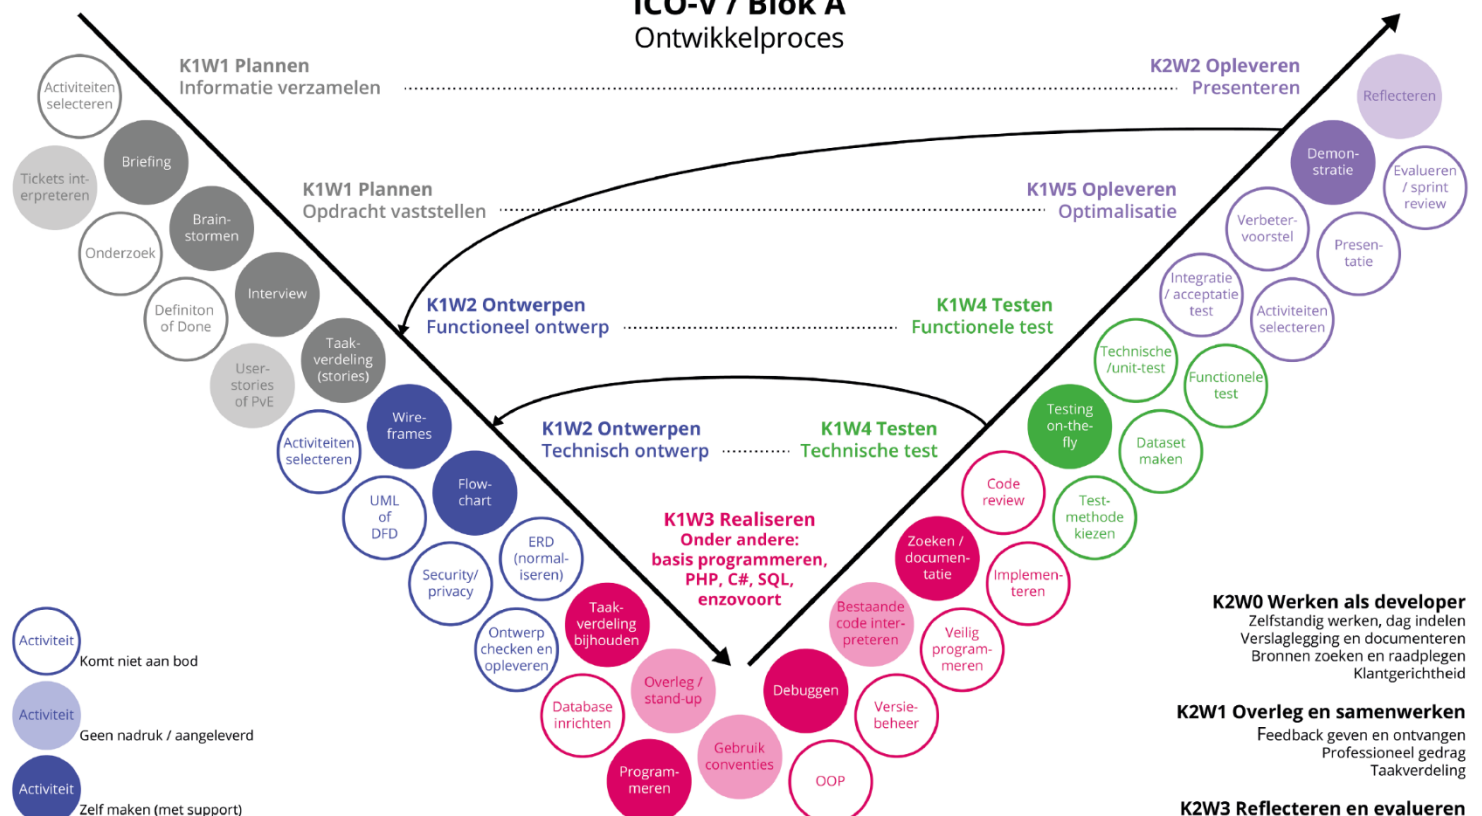 ICO-V / Blok A
Ontwikkelproces
K1W1 Plannen
Informatie verzamelen
K2W2 Opleveren
Presenteren
K1W1 Plannen
Opdracht vaststellen
K1W5 Opleveren
Optimalisatie
K1W2 Ontwerpen
Functioneel ontwerp
K1W4 Testen
Functionele test
K1W2 Ontwerpen
Technisch ontwerp
K1W4 Testen
Technische test
K1W3 Realiseren
Onder andere:
basis programmeren,
PHP, C#, SQL,
enzovoort
Activiteiten
selecteren
Briefing
Tickets int-
erpreteren
Brain-
stormen
Onderzoek
Interview
Definiton
of Done
Taak-
verdeling
(stories)
User-
stories
of PvE
Wire-
frames
Activiteiten
selecteren
Flow-
chart
UML
of
DFD
ERD
(normal-
iseren)
Security/
privacy
Taak-
verdeling
bijhouden
Ontwerp
checken en
opleveren
Overleg /
stand-up
Database
inrichten
Gebruik
conventies
Program-
meren
OOP
Debuggen
Versie-
beheer
Bestaande
code inter-
preteren
Veilig
program-
meren
Zoeken /
documen-
tatie
Implemen-
teren
Code
review
Test-
methode
kiezen
Testing
on-the-
fly
Dataset
maken
Technische
/unit-test
Functionele
test
Integratie
/ acceptatie
test
Activiteiten
selecteren
Verbeter-
voorstel
Presen-
tatie
Demon-
stratie
Evalueren
/ sprint
review
Reflecteren
Activiteit
Komt niet aan bod
Activiteit
Geen nadruk / aangeleverd
Activiteit
Zelf maken (met support)
K2W0 Werken als developer
Zelfstandig werken, dag indelen
Verslaglegging en documenteren
Bronnen zoeken en raadplegen
Klantgerichtheid
K2W1 Overleg en samenwerken
Feedback geven en ontvangen
Professioneel gedrag
Taakverdeling
K2W3 Reflecteren en evalueren